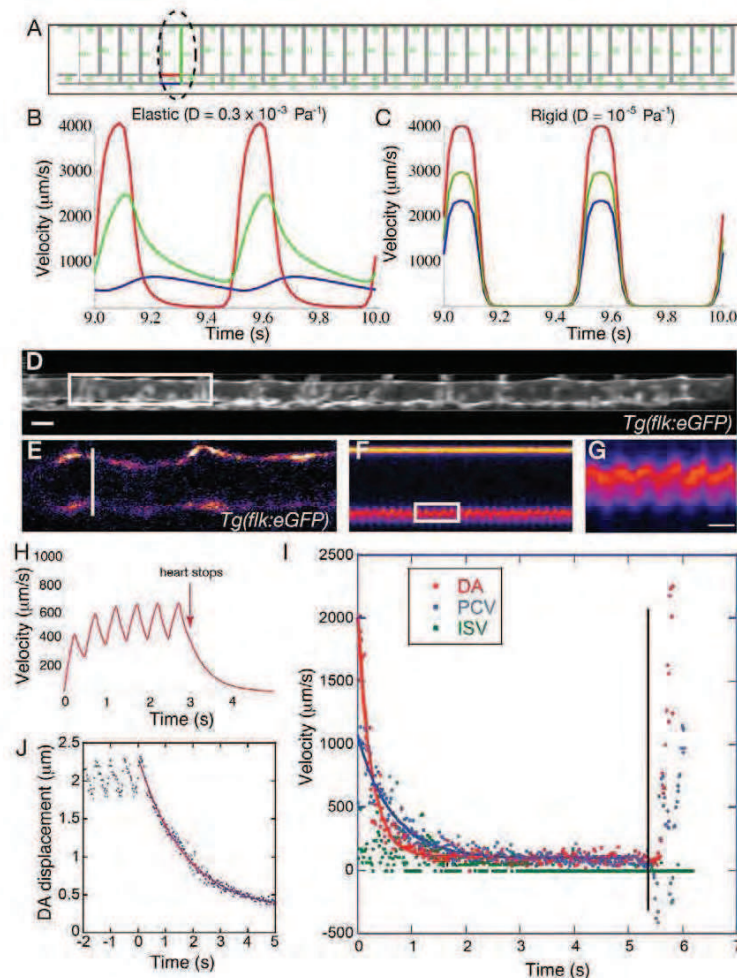 A
B
Elastic (D = 0.3 x 10⁻³ Pa⁻¹)
4000
3000
2000
1000
Velocity (µm/s)
9.0 9.2 9.4 9.6 9.8 10.0
Time (s)
C
Rigid (D = 10⁻⁵ Pa⁻¹)
4000
3000
2000
1000
Velocity (µm/s)
9.0 9.2 9.4 9.6 9.8 10.0
Time (s)
D
Tg(flk:eGFP)
E
Tg(flk:eGFP)
F
G
H
1000
800
600
400
200
Velocity (µm/s)
heart stops
0 1 2 3 4
Time (s)
I
2500
2000
1500
1000
500
0
-500
Velocity (µm/s)
DA
PCV
ISV
0 1 2 3 4 5 6 7
Time (s)
J
2.5
2
1.5
1
0.5
0
DA displacement (µm)
-2 -1 0 1 2 3 4 5
Time (s)